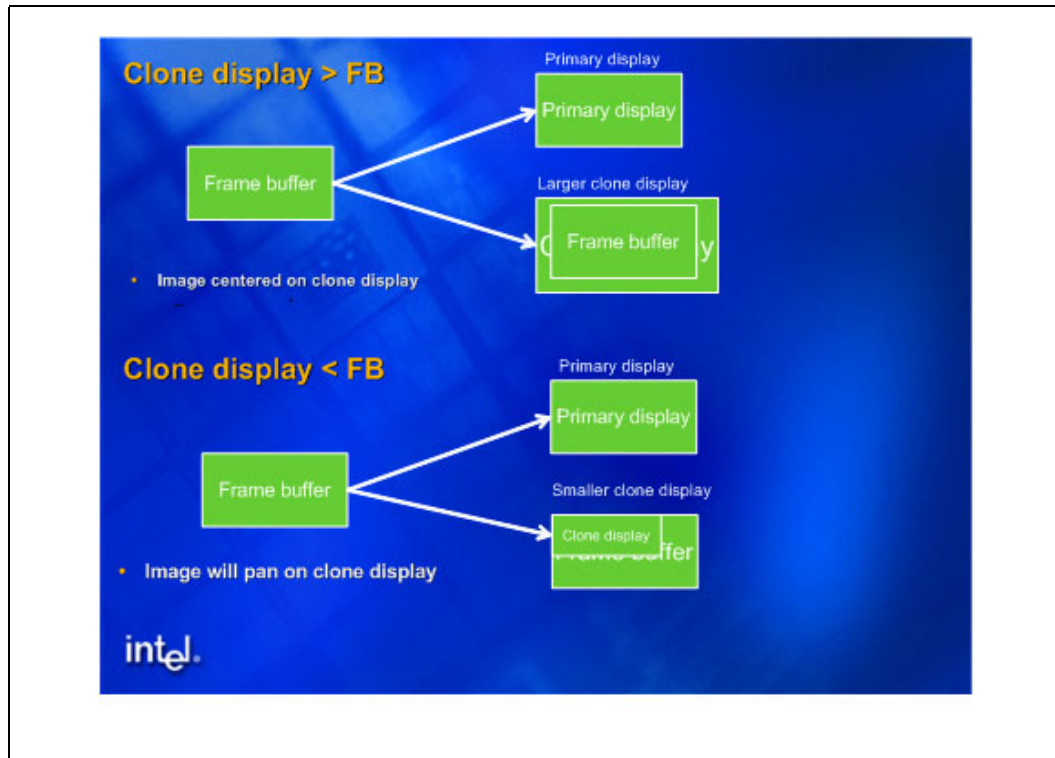 Clone display > FB
Primary display
Primary display
Frame buffer
Larger clone display
Frame buffer
• Image centered on clone display
Clone display < FB
Primary display
Primary display
Frame buffer
Smaller clone display
Clone display
• Image will pan on clone display
intel.